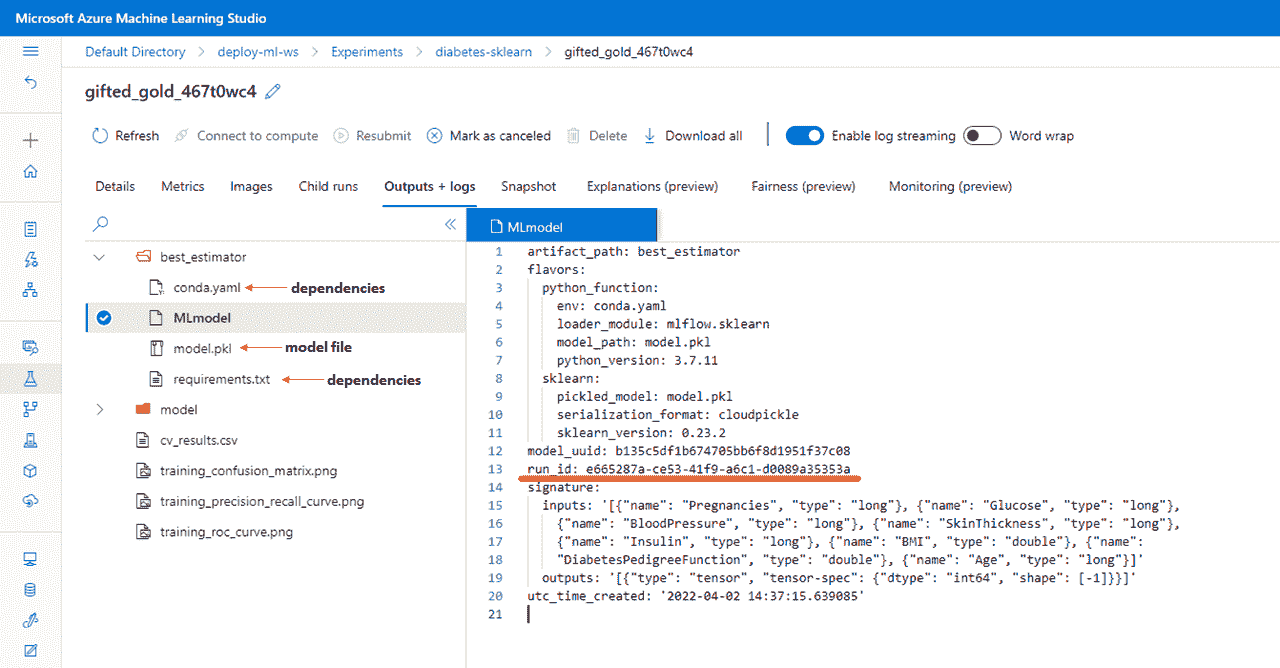 Microsoft Azure Machine Learning Studio
Default Directory > deploy-ml-ws > Experiments > diabetes-sklearn > gifted_gold_467t0wc4
gifted_gold_467t0wc4
Refresh Connect to compute Resubmit Mark as canceled Delete Download all Enable log streaming Word wrap
Details Metrics Images Child runs Outputs + logs Snapshot Explanations (preview) Fairness (preview) Monitoring (preview)
best_estimator
conda.yaml dependencies
MLmodel
model.pkl model file
requirements.txt dependencies
model
cv_results.csv
training_confusion_matrix.png
training_precision_recall_curve.png
training_roc_curve.png
MLmodel
1 artifact_path: best_estimator
2 flavors:
3 python_function:
4 env: conda.yaml
5 loader_module: mlflow.sklearn
6 model_path: model.pkl
7 python_version: 3.7.11
8 sklearn:
9 pickled_model: model.pkl
10 serialization_format: cloudpickle
11 sklearn_version: 0.23.2
12 model_uuid: b135c5df1b674705bb6f8d1951f37c08
13 run_id: e665287a-ce53-41f9-a6c1-d0089a35353a
14 signature:
15 inputs: '[{"name": "Pregnancies", "type": "long"}, {"name": "Glucose", "type": "long"},
16 {"name": "BloodPressure", "type": "long"}, {"name": "SkinThickness", "type": "long"},
17 {"name": "Insulin", "type": "long"}, {"name": "BMI", "type": "double"}, {"name":
18 "DiabetesPedigreeFunction", "type": "double"}, {"name": "Age", "type": "long"}]'
19 outputs: '[{"type": "tensor", "tensor-spec": {"dtype": "int64", "shape": [-1]}}]'
20 utc_time_created: '2022-04-02 14:37:15.639085'
21